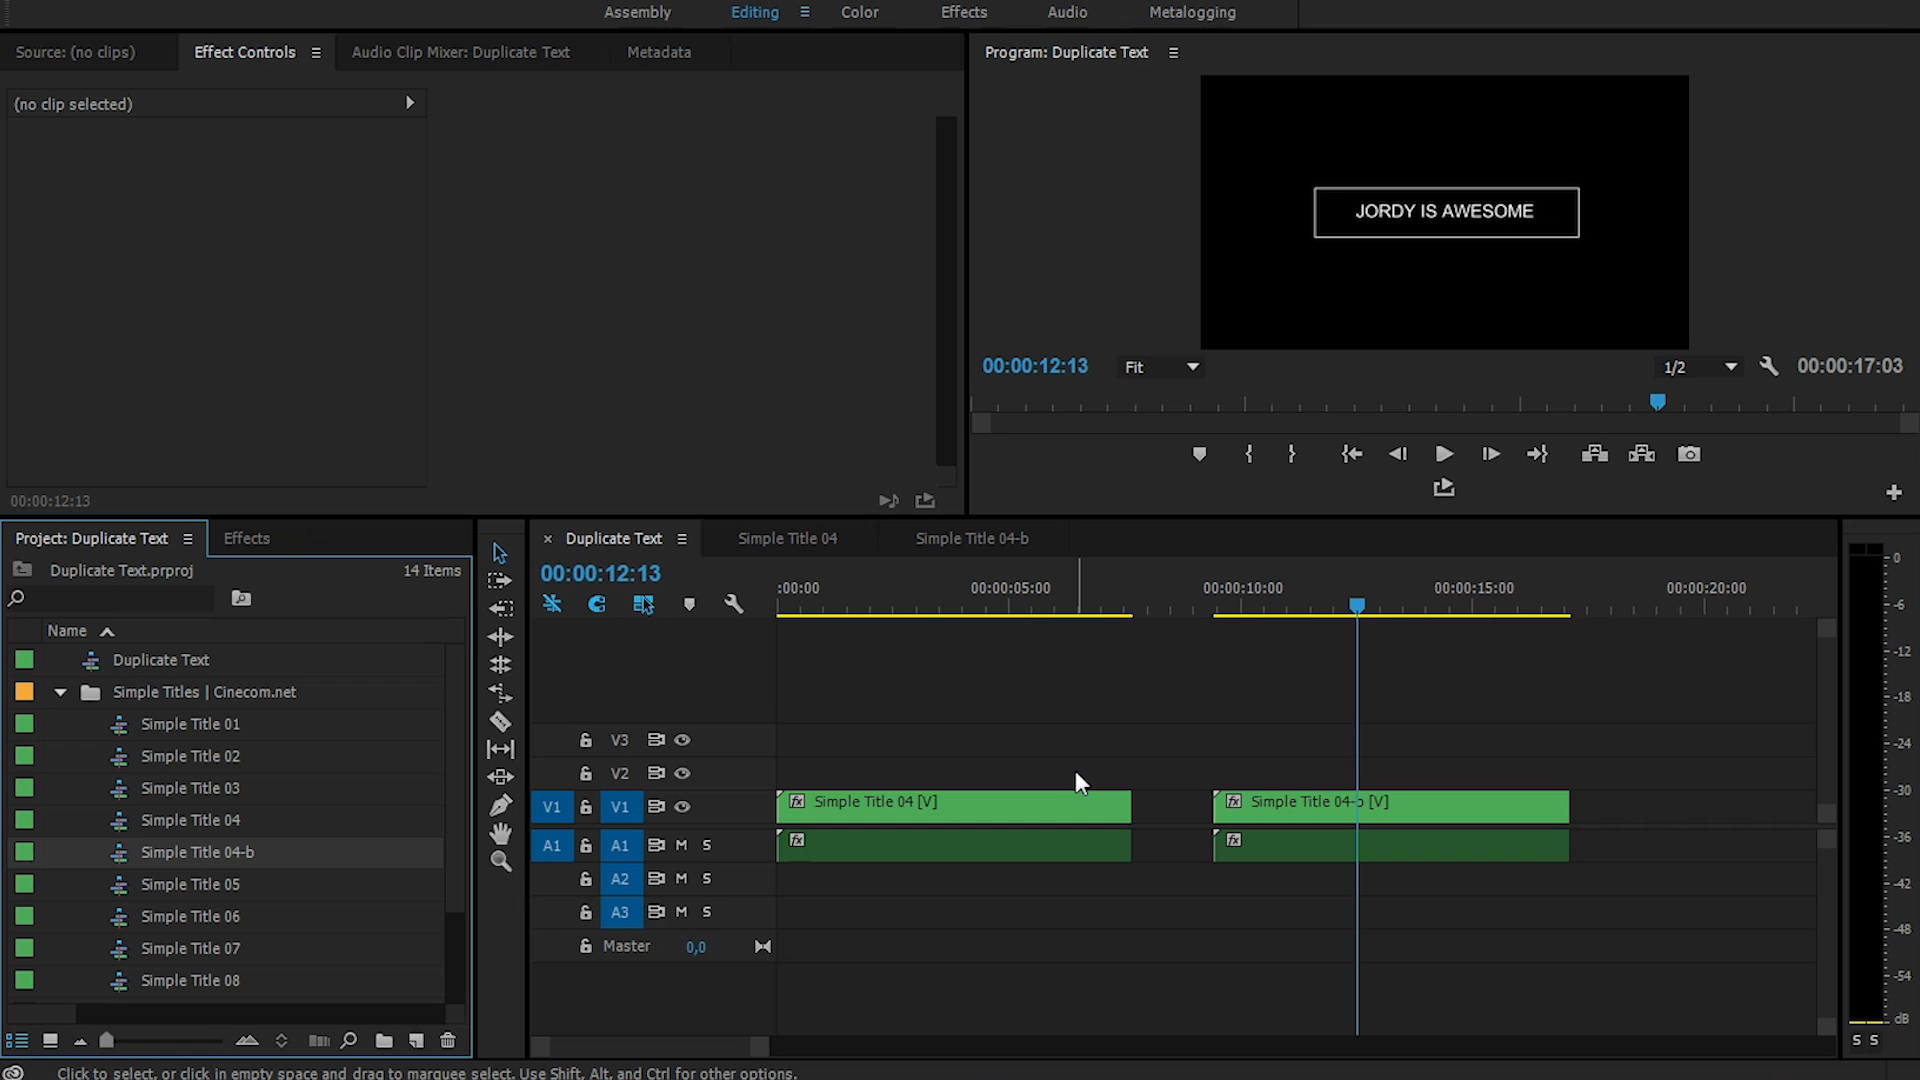 Assembly Editing Color Effects Audio Metalogging
Source: (no clips) Effect Controls Audio Clip Mixer: Duplicate Text Metadata
(no clip selected)
00:00:12:13
Program: Duplicate Text
JORDY IS AWESOME
00:00:12:13 Fit 1/2 00:00:17:03
Project: Duplicate Text Effects
Duplicate Text.prproj 14 Items
Name
Duplicate Text
Simple Titles | Cinecom.net
Simple Title 01
Simple Title 02
Simple Title 03
Simple Title 04
Simple Title 04-b
Simple Title 05
Simple Title 06
Simple Title 07
Simple Title 08
× Duplicate Text Simple Title 04 Simple Title 04-b
00:00:12:13
:00:00 00:00:05:00 00:00:10:00 00:00:15:00 00:00:20:00
V3
V2
V1 V1 fx Simple Title 04 [V] fx Simple Title 04-b [V]
A1 A1 M S fx fx
A2 M S
A3 M S
Master 0,0
0
-6
-12
-18
-24
-30
-36
-42
-48
-54
dB
S S
Click to select, or click in empty space and drag to marquee select. Use Shift, Alt, and Ctrl for other options.